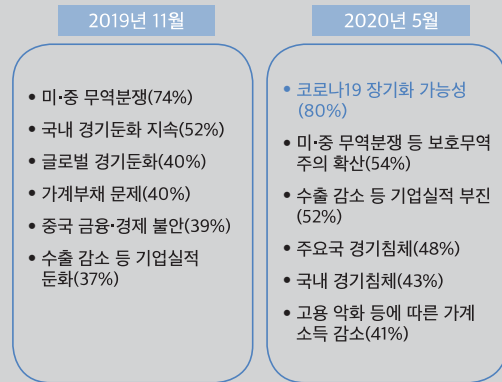 2019년 11월
• 미·중 무역분쟁(74%)
• 국내 경기둔화 지속(52%)
• 글로벌 경기둔화(40%)
• 가계부채 문제(40%)
• 중국 금융·경제 불안(39%)
• 수출 감소 등 기업실적
둔화(37%)
2020년 5월
• 코로나19 장기화 가능성
(80%)
• 미·중 무역분쟁 등 보호무역
주의 확산(54%)
• 수출 감소 등 기업실적 부진
(52%)
• 주요국 경기침체(48%)
• 국내 경기침체(43%)
• 고용 악화 등에 따른 가계
소득 감소(41%)